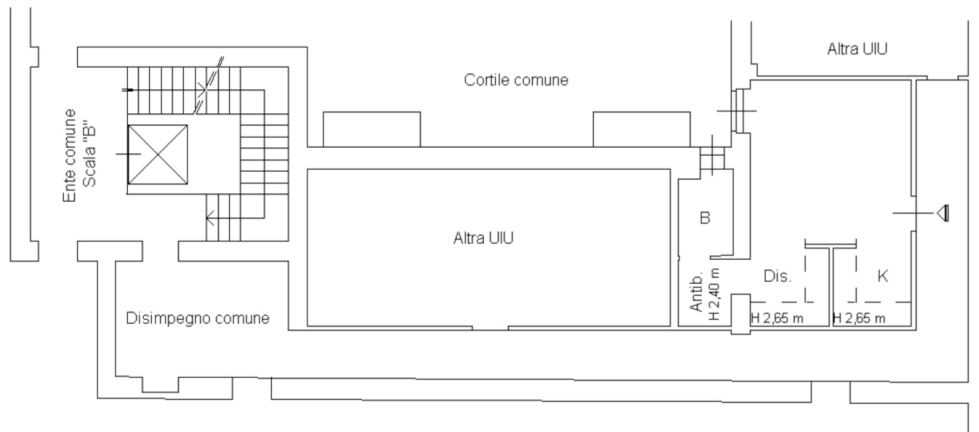 Altra UIU
Cortile comune
Ente comune
Scala "B"
B
Altra UIU
Dis.
K
Antib.
H 2,40 m
Disimpegno comune
H 2,65 m
H 2,65 m